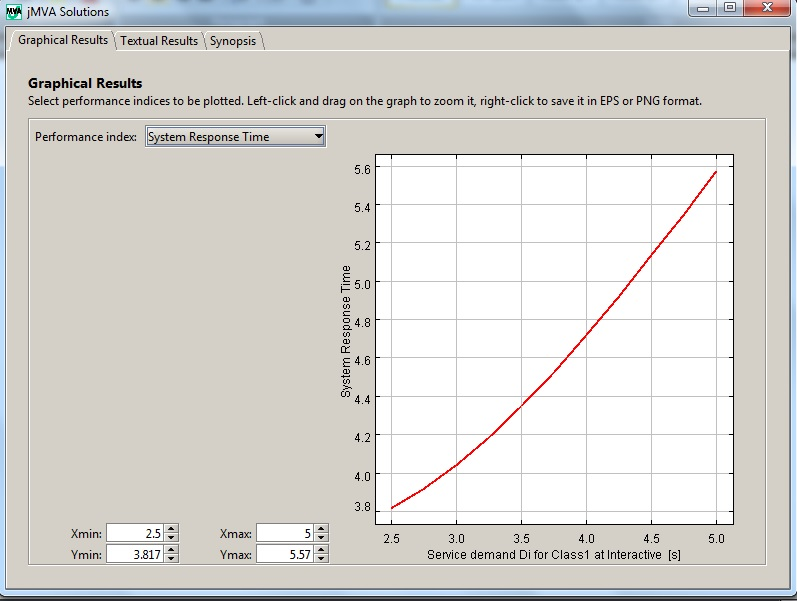 jMVA Solutions
Graphical Results Textual Results Synopsis
Graphical Results
Select performance indices to be plotted. Left-click and drag on the graph to zoom it, right-click to save it in EPS or PNG format.
Performance index: System Response Time
5.6
5.4
5.2
5.0
4.8
4.6
4.4
4.2
4.0
3.8
System Response Time
2.5 3.0 3.5 4.0 4.5 5.0
Service demand Di for Class1 at Interactive [s]
Xmin: 2.5 Xmax: 5
Ymin: 3.817 Ymax: 5.57